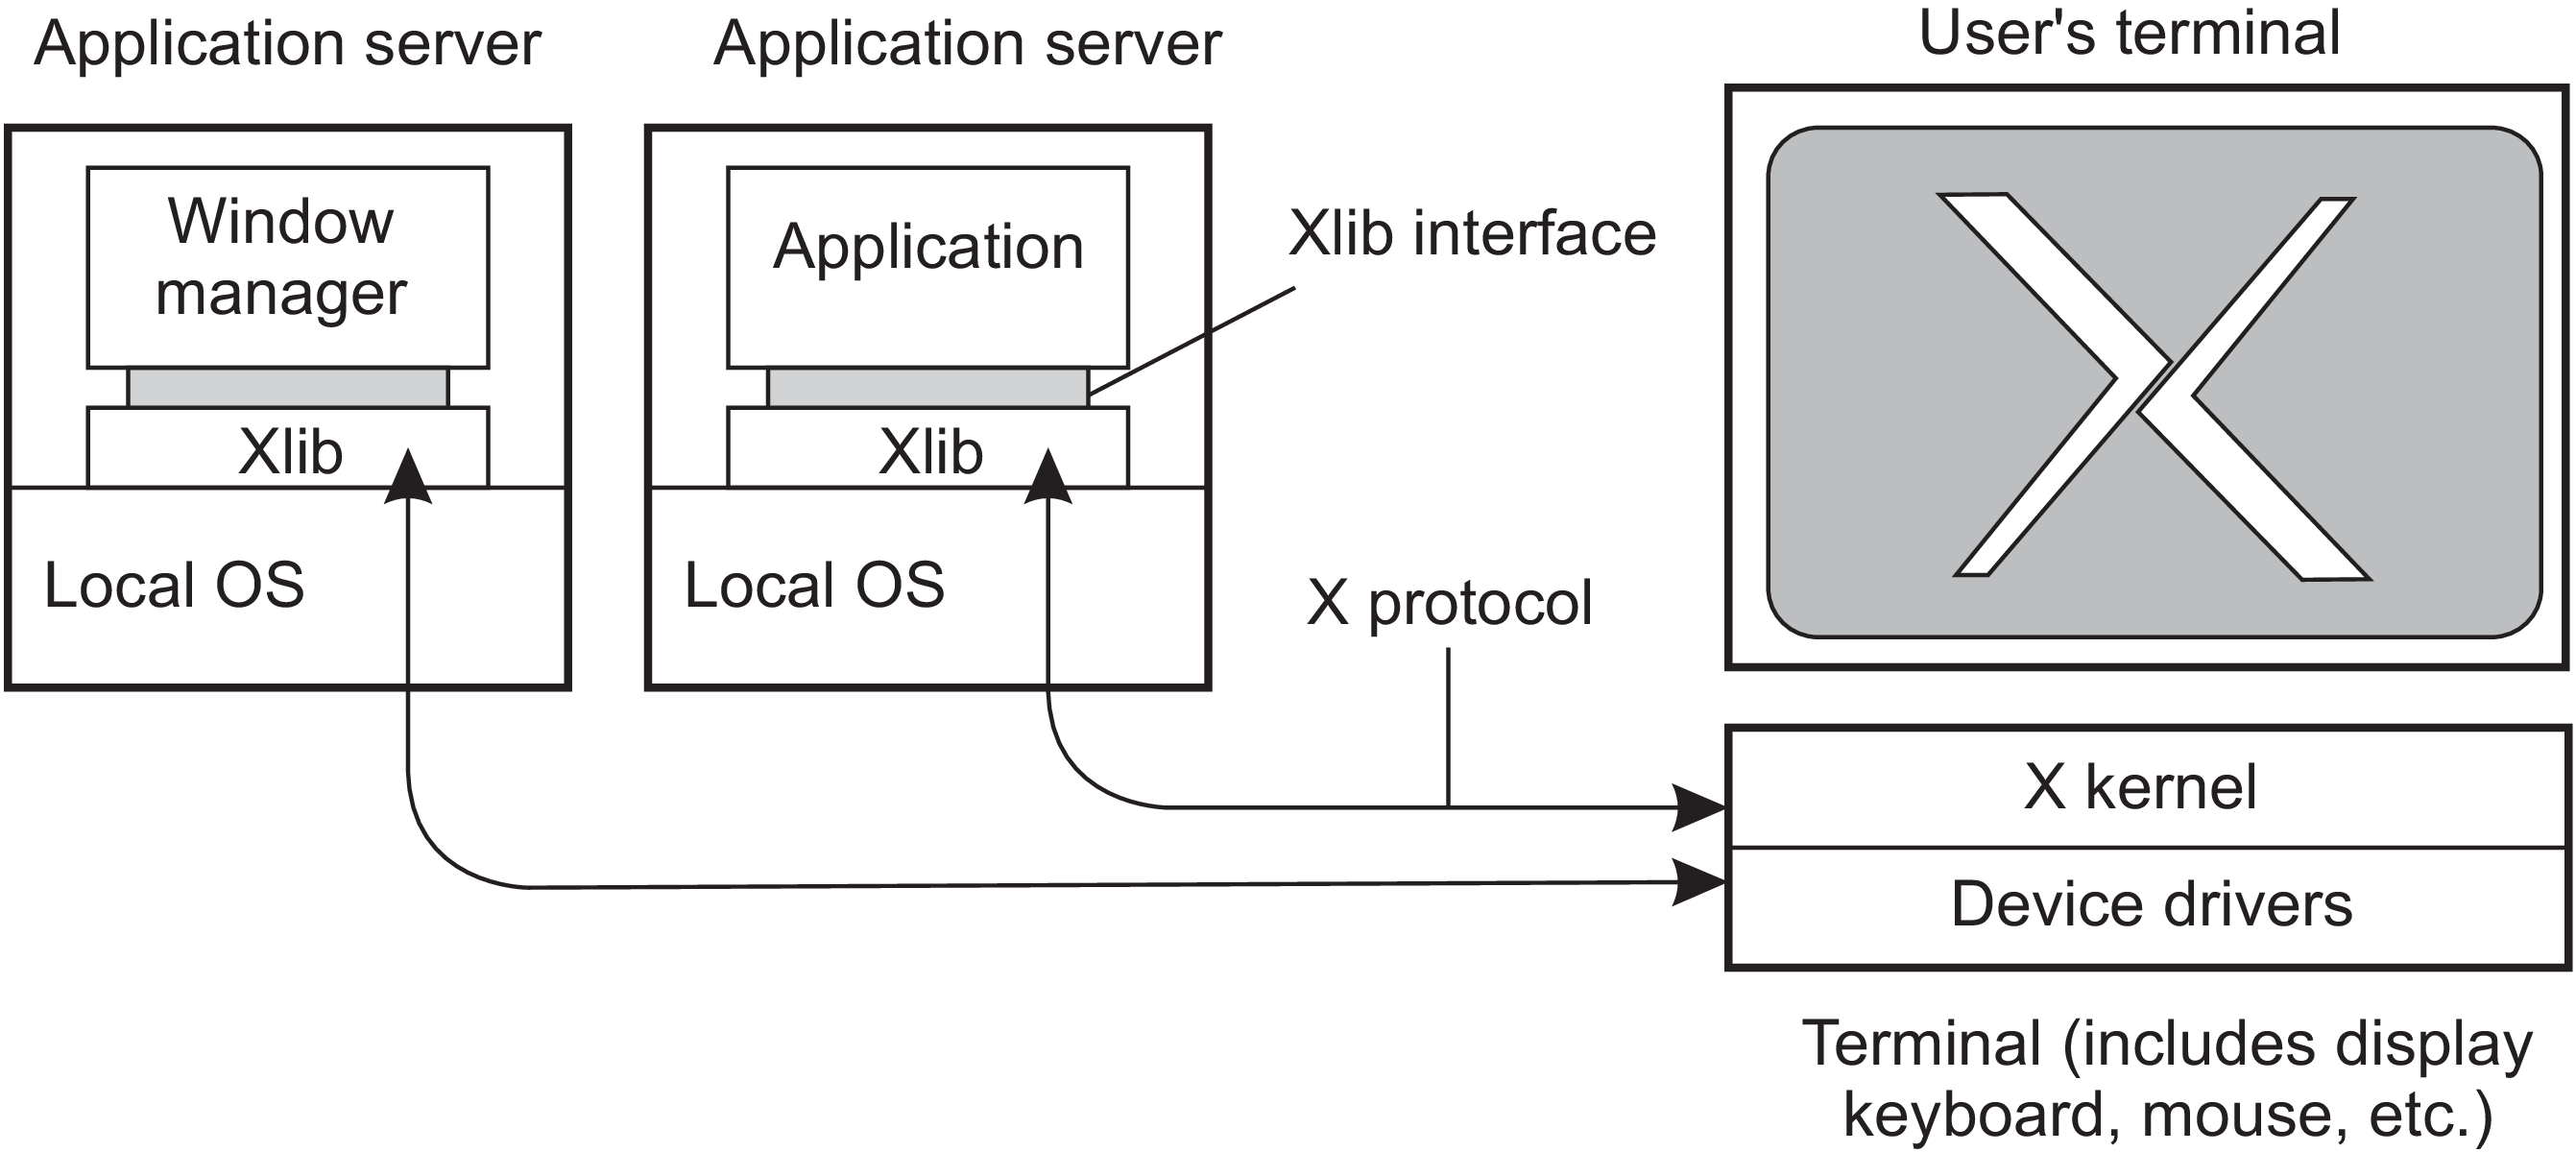 Application server
Application server
User's terminal
Window
manager
Application
Xlib interface
Xlib
Xlib
Local OS
Local OS
X protocol
X
X kernel
Device drivers
Terminal (includes display
keyboard, mouse, etc.)